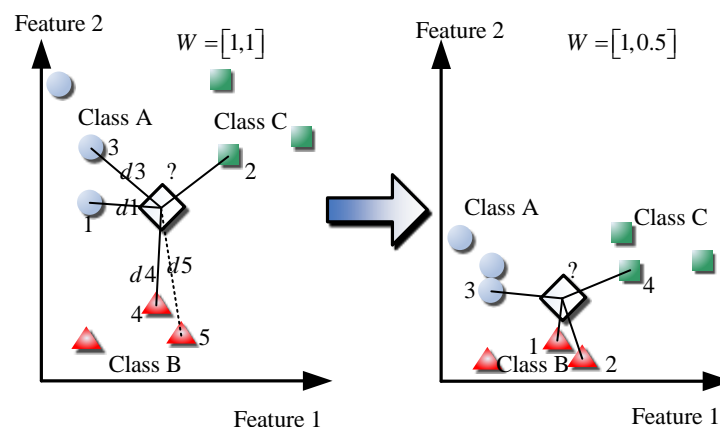 Feature 2
W = [1,1]
Class A
Class C
3
d3
?
2
1
d1
d4
d5
4
5
Class B
Feature 1
Feature 2
W = [1,0.5]
Class A
Class C
?
3
4
1
Class B
2
Feature 1